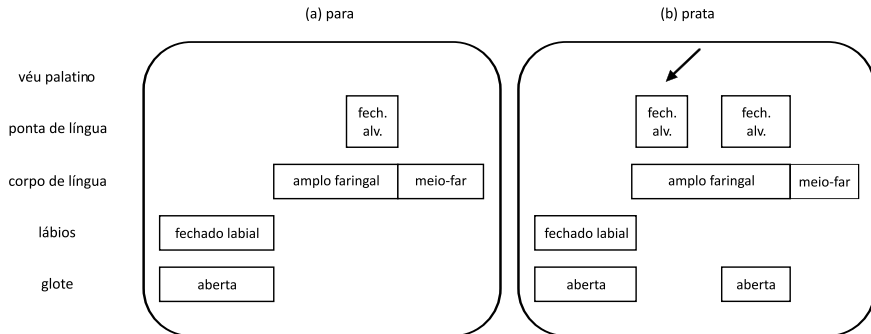 (a) para (b) prata
véu palatino
ponta de língua fech. alv. fech. alv. fech. alv.
corpo de língua amplo faringal meio-far amplo faringal meio-far
lábios fechado labial fechado labial
glote aberta aberta aberta